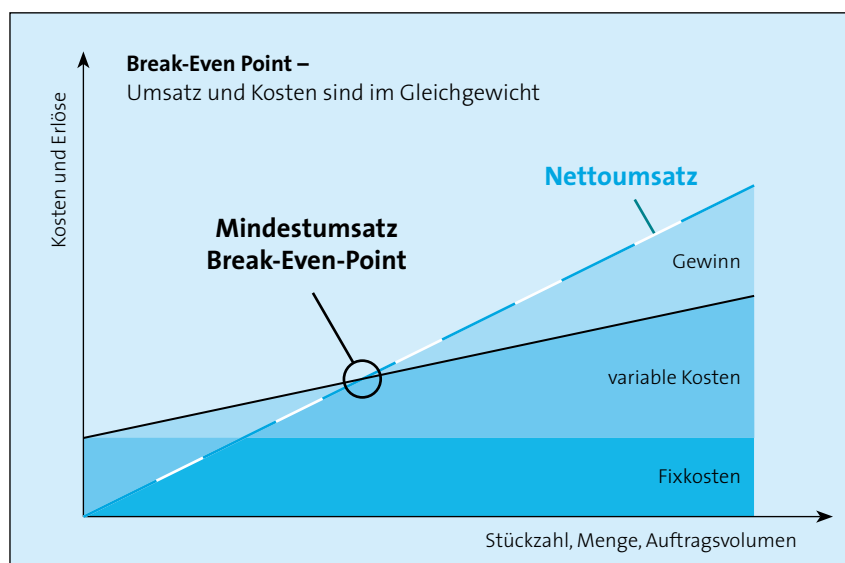 Break-Even Point –
Umsatz und Kosten sind im Gleichgewicht
Kosten und Erlöse
Nettoumsatz
Mindestumsatz
Break-Even-Point
Gewinn
variable Kosten
Fixkosten
Stückzahl, Menge, Auftragsvolumen